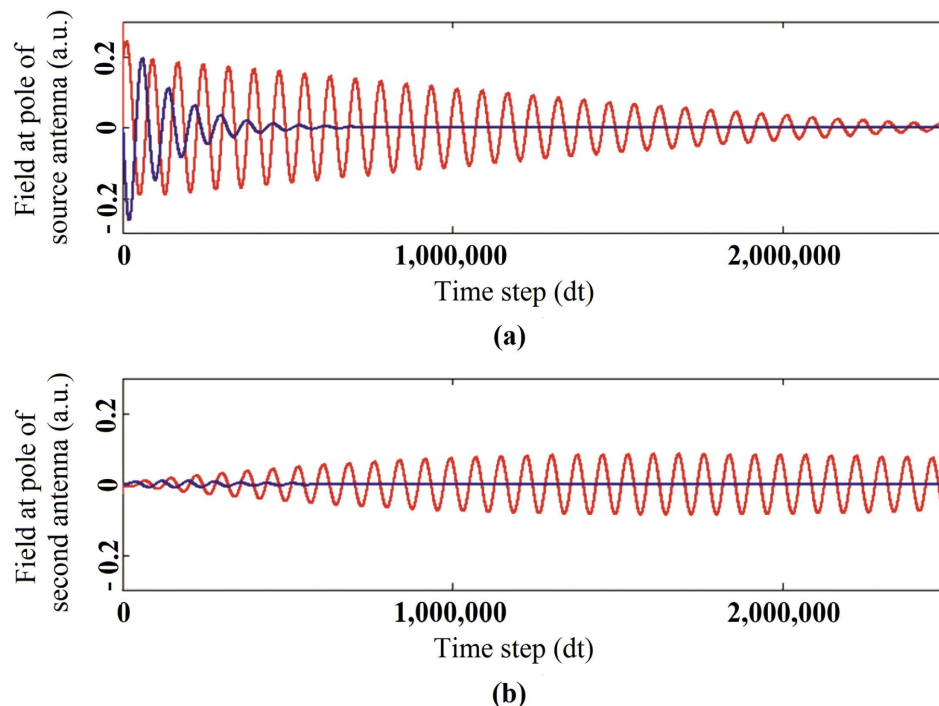 Field at pole of
source antenna (a.u.)
0.2
0
- 0.2
0
1,000,000
2,000,000
Time step (dt)
(a)
Field at pole of
second antenna (a.u.)
0.2
0
- 0.2
0
1,000,000
2,000,000
Time step (dt)
(b)